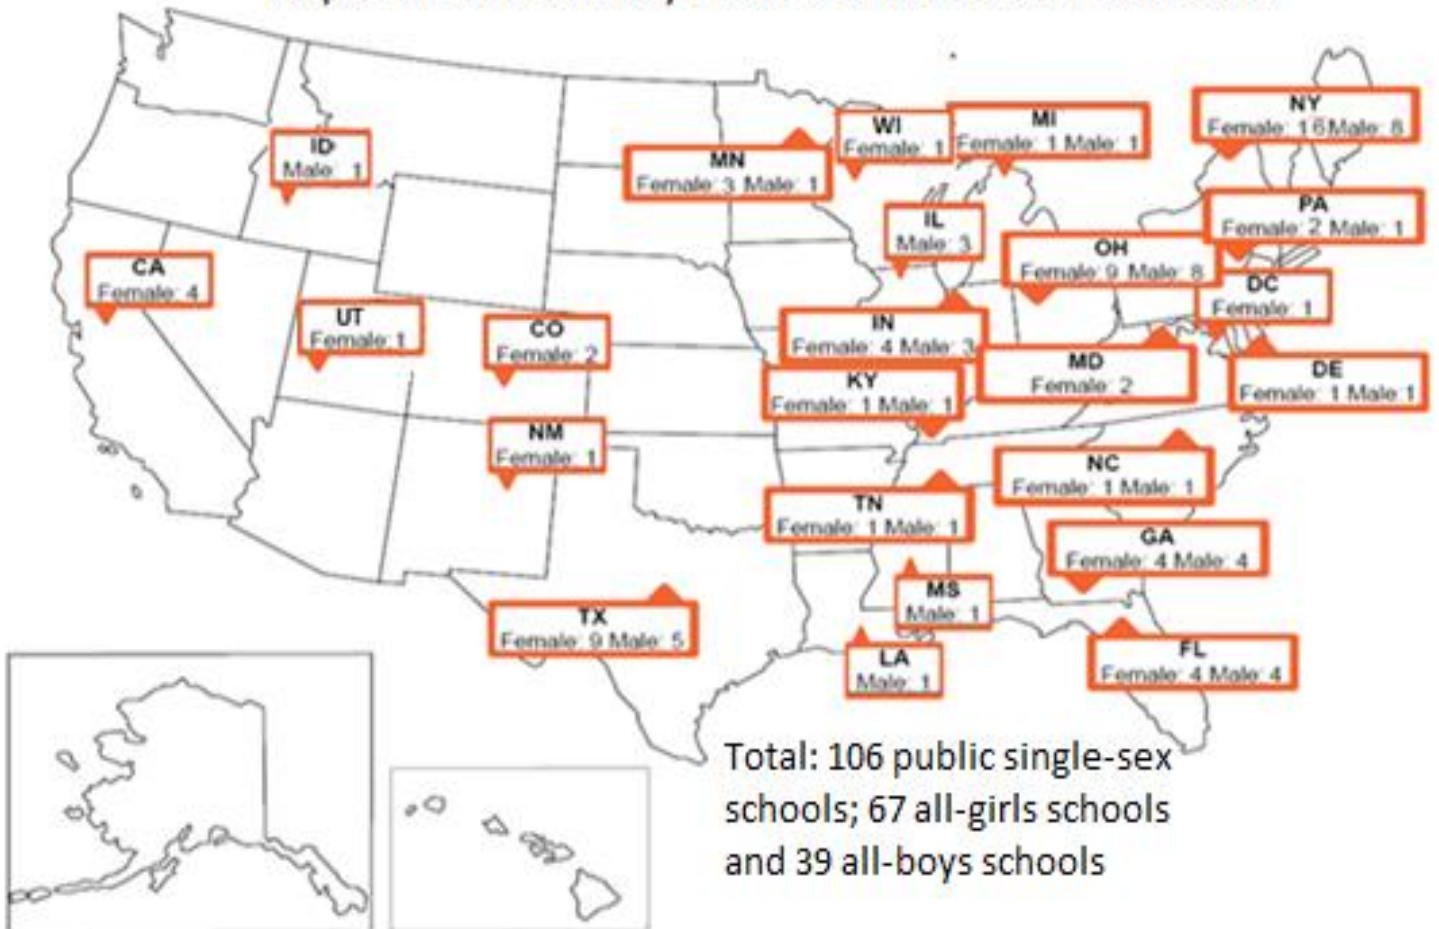 ID
Male: 1
CA
Female: 4
UT
Female: 1
CO
Female: 2
NM
Female: 1
TX
Female: 9 Male: 5
MN
Female: 3 Male: 1
WI
Female: 1
MI
Female: 1 Male: 1
NY
Female: 16 Male: 8
IL
Male: 3
PA
Female: 2 Male: 1
OH
Female: 9 Male: 8
DC
Female: 1
IN
Female: 4 Male: 3
MD
Female: 2
DE
Female: 1 Male: 1
KY
Female: 1 Male: 1
NC
Female: 1 Male: 1
TN
Female: 1 Male: 1
GA
Female: 4 Male: 4
MS
Male: 1
LA
Male: 1
FL
Female: 4 Male: 4
Total: 106 public single-sex
schools; 67 all-girls schools
and 39 all-boys schools